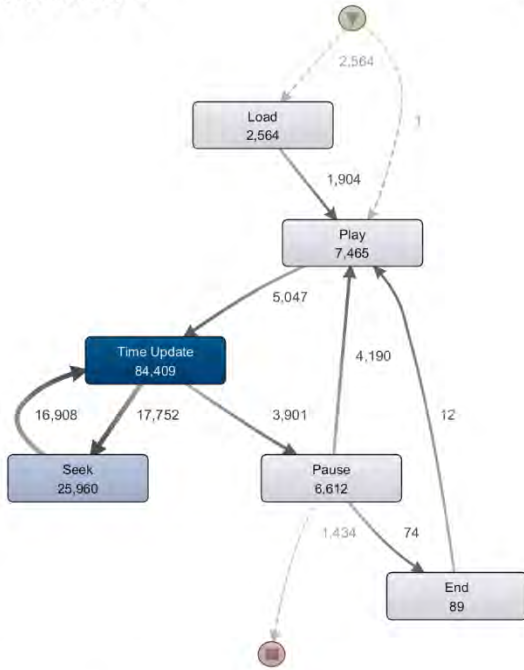 2,564
Load
2,564
1
1,904
Play
7,465
5,047
4,190
Time Update
84,409
16,908
17,752
3,901
12
Seek
25,960
Pause
6,612
1,434
74
End
89